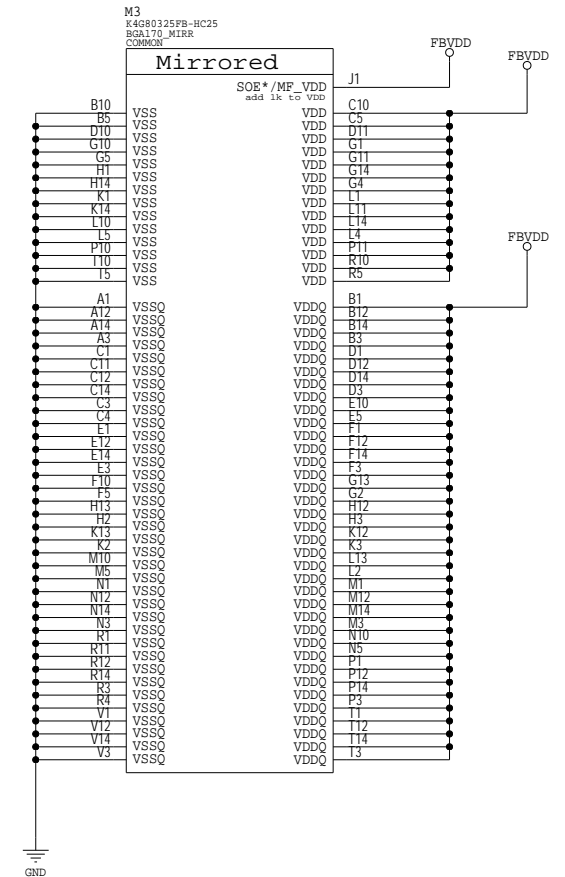 M3
K4G80325FB-HC25
BGA170_MIRR
COMMON
FBVDD
FBVDD
Mirrored
SOE*/MF_VDD J1
add 1k to VDD
B10 VSS VDD C10
B5 VSS VDD C5
D10 VSS VDD D11
G10 VSS VDD G1
G5 VSS VDD G11
H1 VSS VDD G14
H14 VSS VDD G4
K1 VSS VDD L1
K14 VSS VDD L11
L10 VSS VDD L14
L5 VSS VDD L4
P10 VSS VDD P11
T10 VSS VDD R10
T5 VSS VDD R5
FBVDD
A1 VSSQ VDDQ B1
A12 VSSQ VDDQ B12
A14 VSSQ VDDQ B14
A3 VSSQ VDDQ B3
C1 VSSQ VDDQ D1
C11 VSSQ VDDQ D12
C12 VSSQ VDDQ D14
C14 VSSQ VDDQ D3
C3 VSSQ VDDQ E10
C4 VSSQ VDDQ E5
E1 VSSQ VDDQ F1
E12 VSSQ VDDQ F12
E14 VSSQ VDDQ F14
E3 VSSQ VDDQ F3
F10 VSSQ VDDQ G13
F5 VSSQ VDDQ G2
H13 VSSQ VDDQ H12
H2 VSSQ VDDQ H3
K13 VSSQ VDDQ K12
K2 VSSQ VDDQ K3
M10 VSSQ VDDQ L13
M5 VSSQ VDDQ L2
N1 VSSQ VDDQ M1
N12 VSSQ VDDQ M12
N14 VSSQ VDDQ M14
N3 VSSQ VDDQ M3
R1 VSSQ VDDQ N10
R11 VSSQ VDDQ N5
R12 VSSQ VDDQ P1
R14 VSSQ VDDQ P12
R3 VSSQ VDDQ P14
R4 VSSQ VDDQ P3
V1 VSSQ VDDQ T1
V12 VSSQ VDDQ T12
V14 VSSQ VDDQ T14
V3 VSSQ VDDQ T3
GND